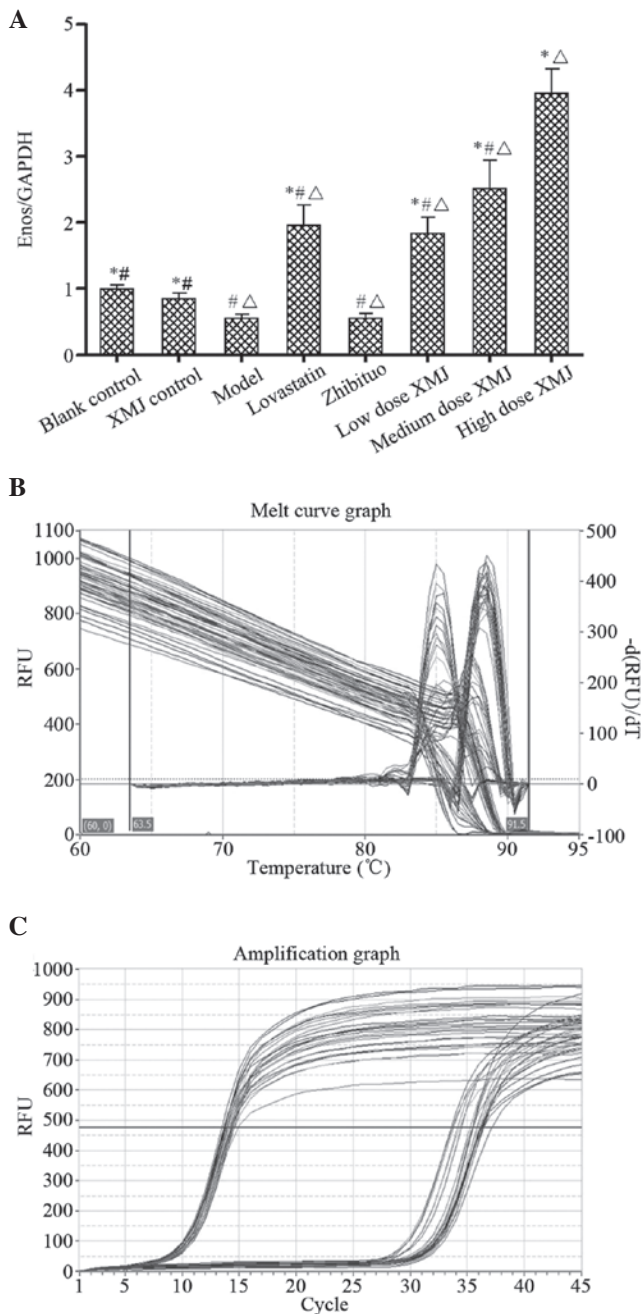 A
5
4
3
2
1
0
Enos/GAPDH
*#
*#
# △
*#△
# △
*#△
*#△
*△
Blank control
XMJ control
Model
Lovastatin
Zhibituo
Low dose XMJ
Medium dose XMJ
High dose XMJ
B
Melt curve graph
1100
1000
800
600
400
200
0
RFU
500
400
300
200
100
0
-100
-d(RFU)/dT
(60, 0)
63.5
91.5
60 70 80 90 95
Temperature (℃)
C
Amplification graph
1000
900
800
700
600
500
400
300
200
100
0
RFU
1 5 10 15 20 25 30 35 40 45
Cycle